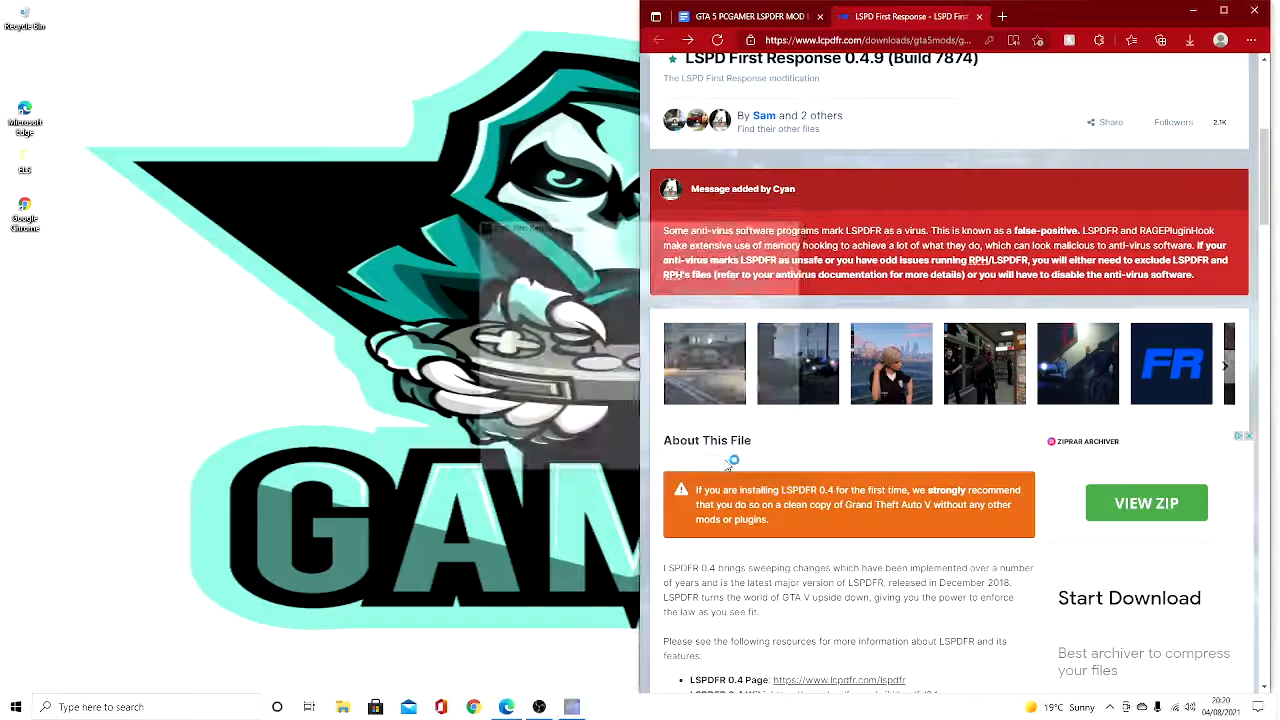 Recycle Bin
Microsoft
Edge
ELS
Google
Chrome
GAM
GTA 5 PCGAMER LSPDFR MOD I
LSPD First Response - LSPD First
https://www.lcpdfr.com/downloads/gta5mods/g...
LSPD First Response 0.4.9 (Build 7874)
The LSPD First Response modification
By Sam and 2 others
Find their other files
Share
Followers
2.1K
Message added by Cyan
Some anti-virus software programs mark LSPDFR as a virus. This is known as a false-positive. LSPDFR and RAGEPluginHook
make extensive use of memory hooking to achieve a lot of what they do, which can look malicious to anti-virus software. If your
anti-virus marks LSPDFR as unsafe or you have odd issues running RPH/LSPDFR, you will either need to exclude LSPDFR and
RPH's files (refer to your antivirus documentation for more details) or you will have to disable the anti-virus software.
FR
About This File
If you are installing LSPDFR 0.4 for the first time, we strongly recommend
that you do so on a clean copy of Grand Theft Auto V without any other
mods or plugins.
LSPDFR 0.4 brings sweeping changes which have been implemented over a number
of years and is the latest major version of LSPDFR, released in December 2018.
LSPDFR turns the world of GTA V upside down, giving you the power to enforce
the law as you see fit.
Please see the following resources for more information about LSPDFR and its
features:
LSPDFR 0.4 Page: https://www.lcpdfr.com/lspdfr
ZIPRAR ARCHIVER
VIEW ZIP
Start Download
Best archiver to compress
your files
Type here to search
19°C Sunny
20:20
04/08/2021